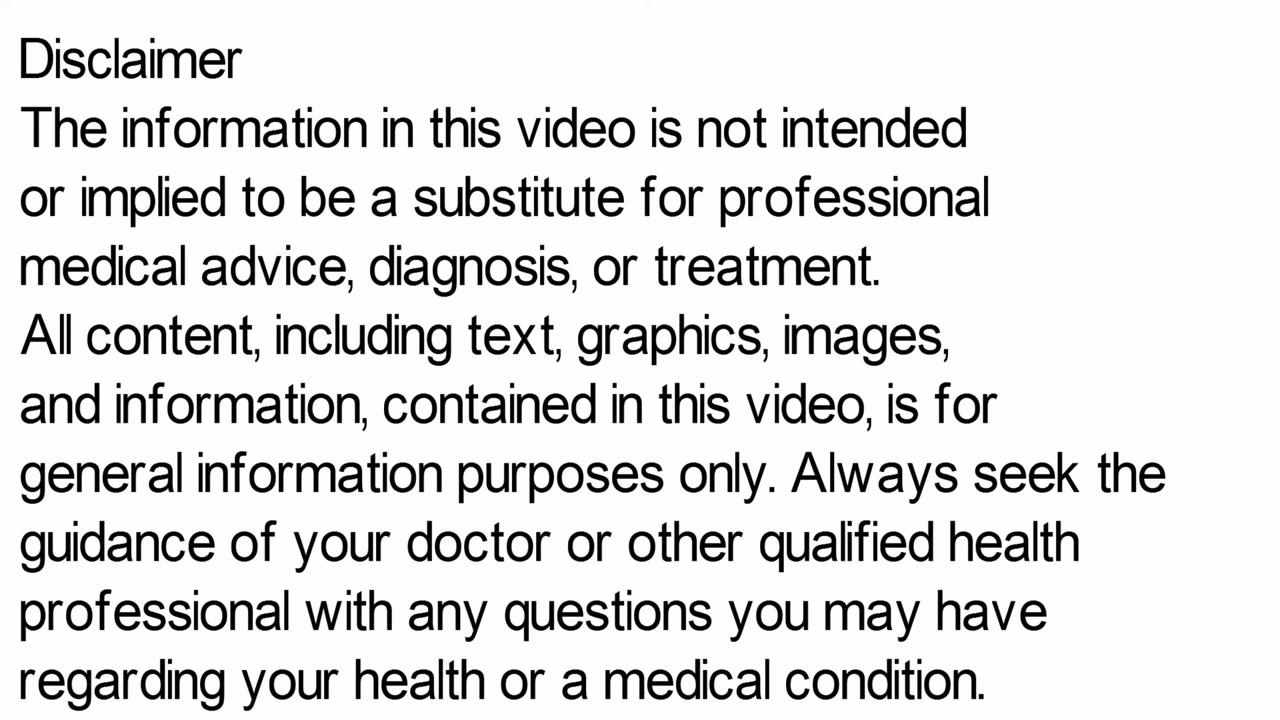 Disclaimer
The information in this video is not intended
or implied to be a substitute for professional
medical advice, diagnosis, or treatment.
All content, including text, graphics, images,
and information, contained in this video, is for
general information purposes only. Always seek the
guidance of your doctor or other qualified health
professional with any questions you may have
regarding your health or a medical condition.